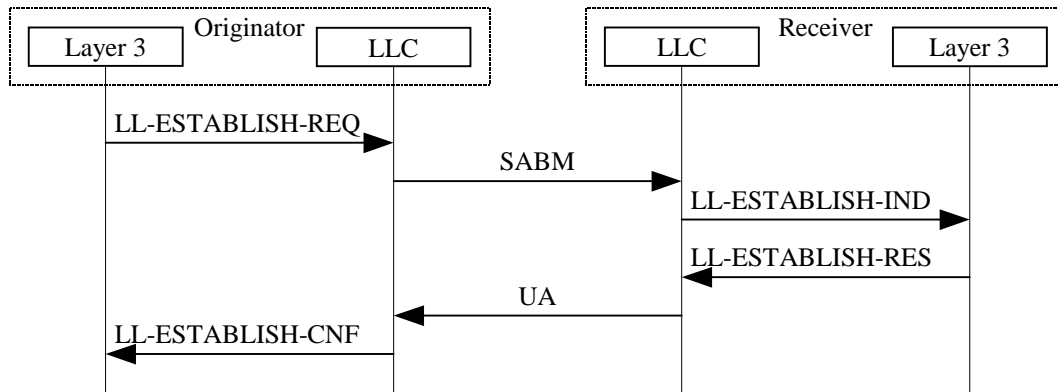 Originator
Receiver
Layer 3
LLC
LLC
Layer 3
LL-ESTABLISH-REQ
SABM
LL-ESTABLISH-IND
LL-ESTABLISH-RES
UA
LL-ESTABLISH-CNF